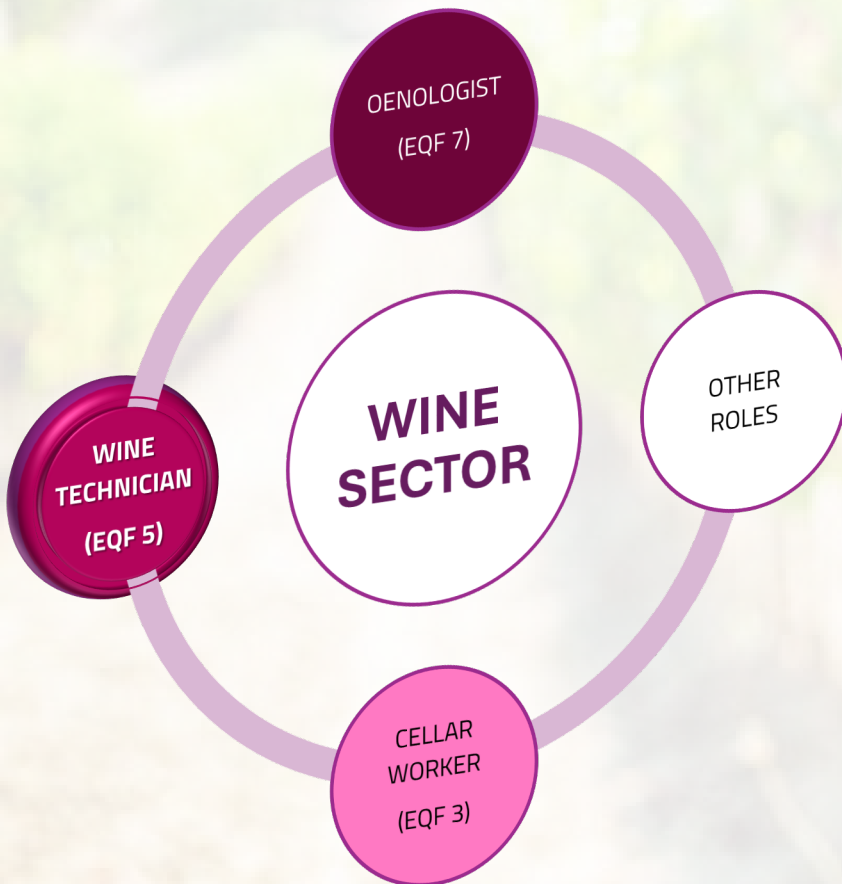 OENOLOGIST
(EQF 7)
OTHER
ROLES
WINE
SECTOR
WINE
TECHNICIAN
(EQF 5)
CELLAR
WORKER
(EQF 3)